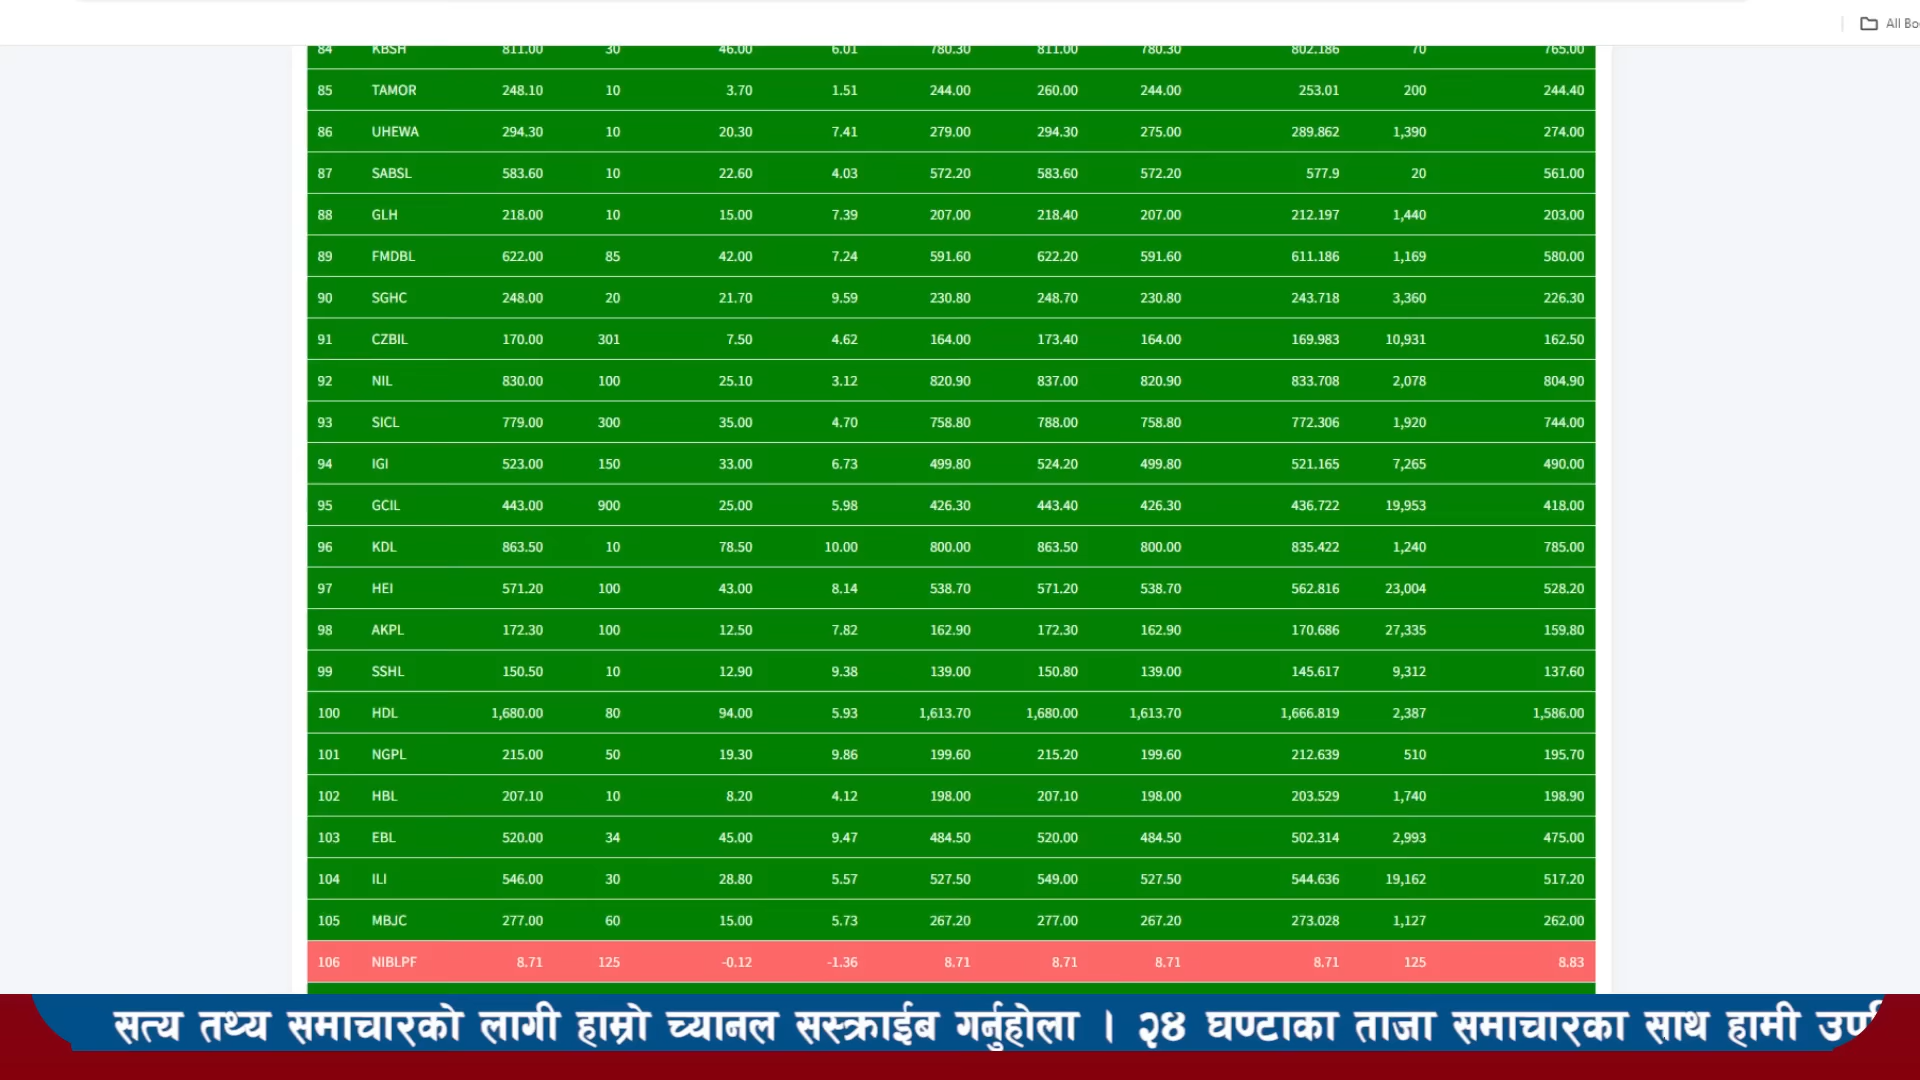 All Bo
84 KBSH 811.00 30 46.00 6.01 780.30 811.00 780.30 802.186 70 765.00
85 TAMOR 248.10 10 3.70 1.51 244.00 260.00 244.00 253.01 200 244.40
86 UHEWA 294.30 10 20.30 7.41 279.00 294.30 275.00 289.862 1,390 274.00
87 SABSL 583.60 10 22.60 4.03 572.20 583.60 572.20 577.9 20 561.00
88 GLH 218.00 10 15.00 7.39 207.00 218.40 207.00 212.197 1,440 203.00
89 FMDBL 622.00 85 42.00 7.24 591.60 622.20 591.60 611.186 1,169 580.00
90 SGHC 248.00 20 21.70 9.59 230.80 248.70 230.80 243.718 3,360 226.30
91 CZBIL 170.00 301 7.50 4.62 164.00 173.40 164.00 169.983 10,931 162.50
92 NIL 830.00 100 25.10 3.12 820.90 837.00 820.90 833.708 2,078 804.90
93 SICL 779.00 300 35.00 4.70 758.80 788.00 758.80 772.306 1,920 744.00
94 IGI 523.00 150 33.00 6.73 499.80 524.20 499.80 521.165 7,265 490.00
95 GCIL 443.00 900 25.00 5.98 426.30 443.40 426.30 436.722 19,953 418.00
96 KDL 863.50 10 78.50 10.00 800.00 863.50 800.00 835.422 1,240 785.00
97 HEI 571.20 100 43.00 8.14 538.70 571.20 538.70 562.816 23,004 528.20
98 AKPL 172.30 100 12.50 7.82 162.90 172.30 162.90 170.686 27,335 159.80
99 SSHL 150.50 10 12.90 9.38 139.00 150.80 139.00 145.617 9,312 137.60
100 HDL 1,680.00 80 94.00 5.93 1,613.70 1,680.00 1,613.70 1,666.819 2,387 1,586.00
101 NGPL 215.00 50 19.30 9.86 199.60 215.20 199.60 212.639 510 195.70
102 HBL 207.10 10 8.20 4.12 198.00 207.10 198.00 203.529 1,740 198.90
103 EBL 520.00 34 45.00 9.47 484.50 520.00 484.50 502.314 2,993 475.00
104 ILI 546.00 30 28.80 5.57 527.50 549.00 527.50 544.636 19,162 517.20
105 MBJC 277.00 60 15.00 5.73 267.20 277.00 267.20 273.028 1,127 262.00
106 NIBLPF 8.71 125 -0.12 -1.36 8.71 8.71 8.71 8.71 125 8.83
सत्य तथ्य समाचारको लागी हाम्रो च्यानल सस्क्राईब गर्नुहोला । २४ घण्टाका ताजा समाचारका साथ हामी